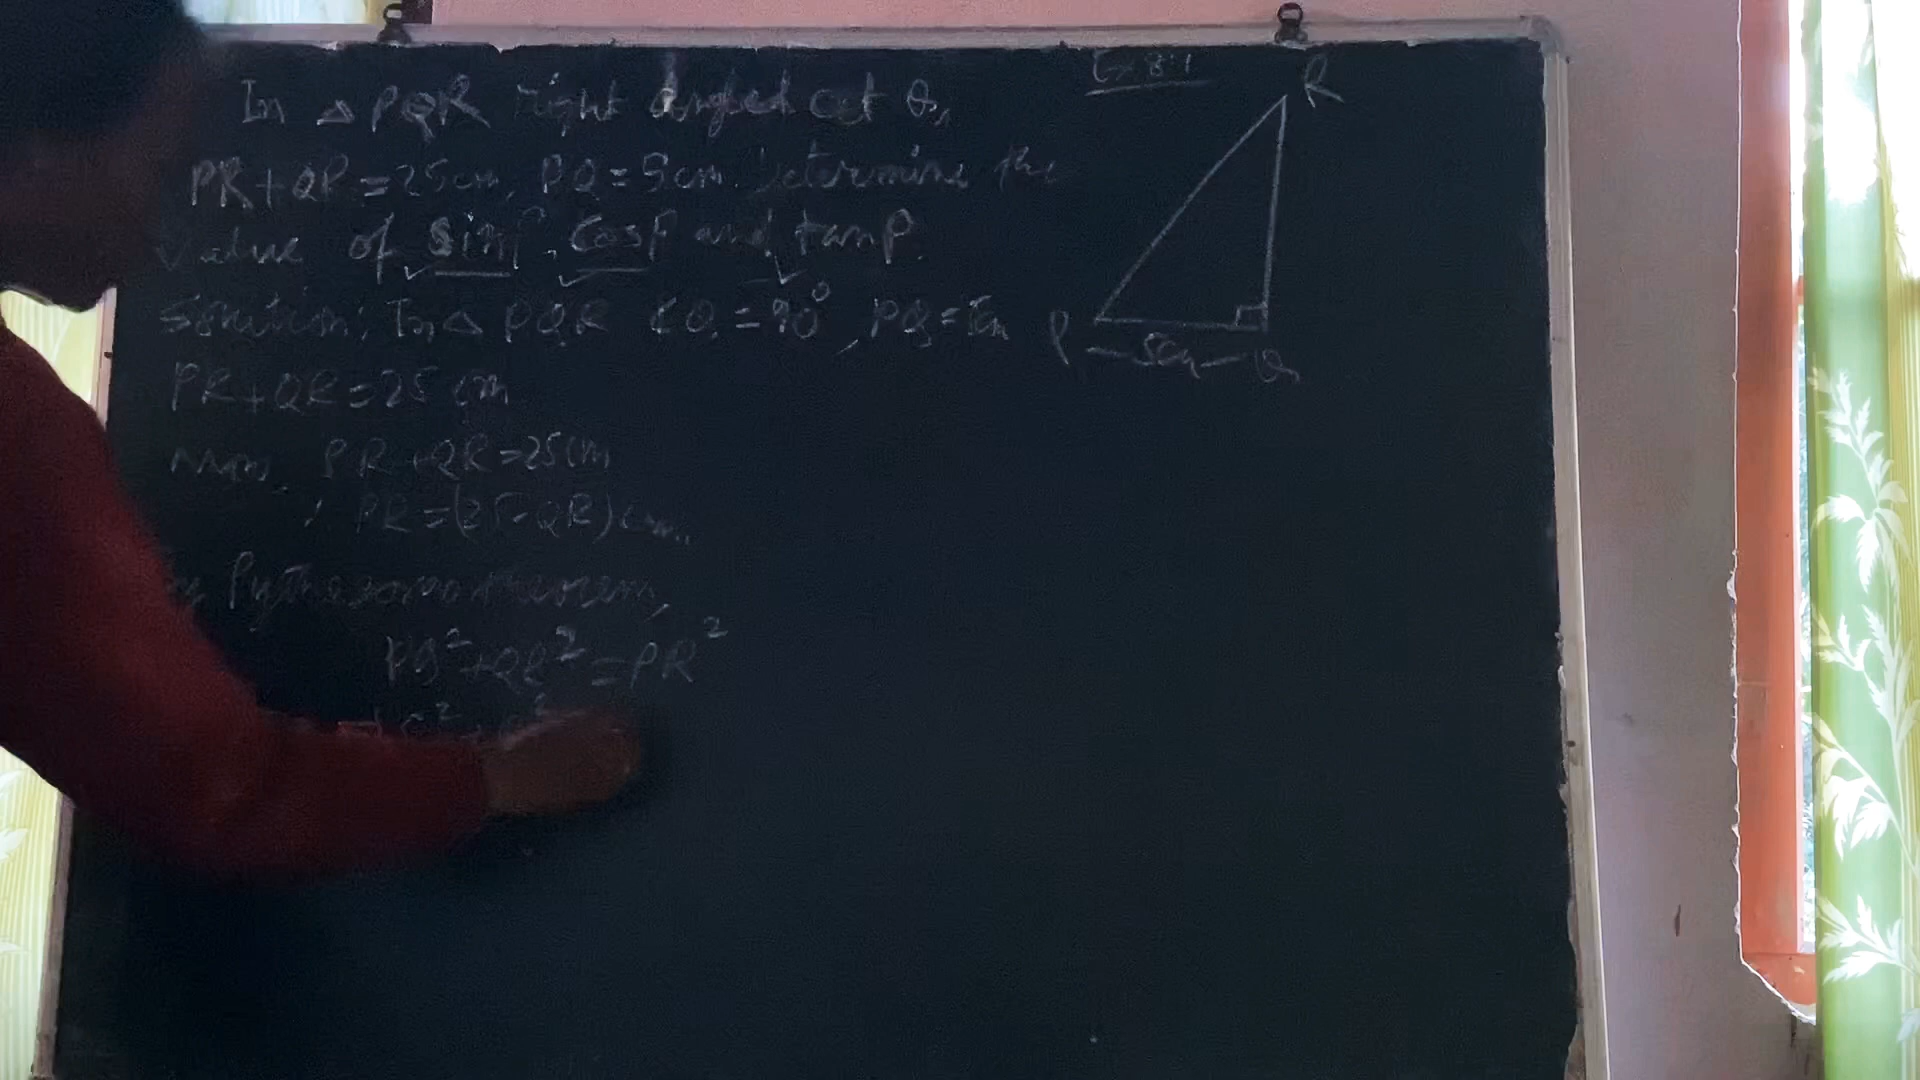 Ex 8.1
In △ PQR right angled at Q,
PR+QR=25cm, PQ=5cm. Determine the
value of sinP, CosP and tanP.
Solution: In △ PQR ∠Q=90°, PQ=5cm
PR+QR=25 cm
Now, PR+QR=25cm
PR=(25-QR)cm
Pythagoras theorem,
PQ²+QR²=PR²
R
P 5cm Q